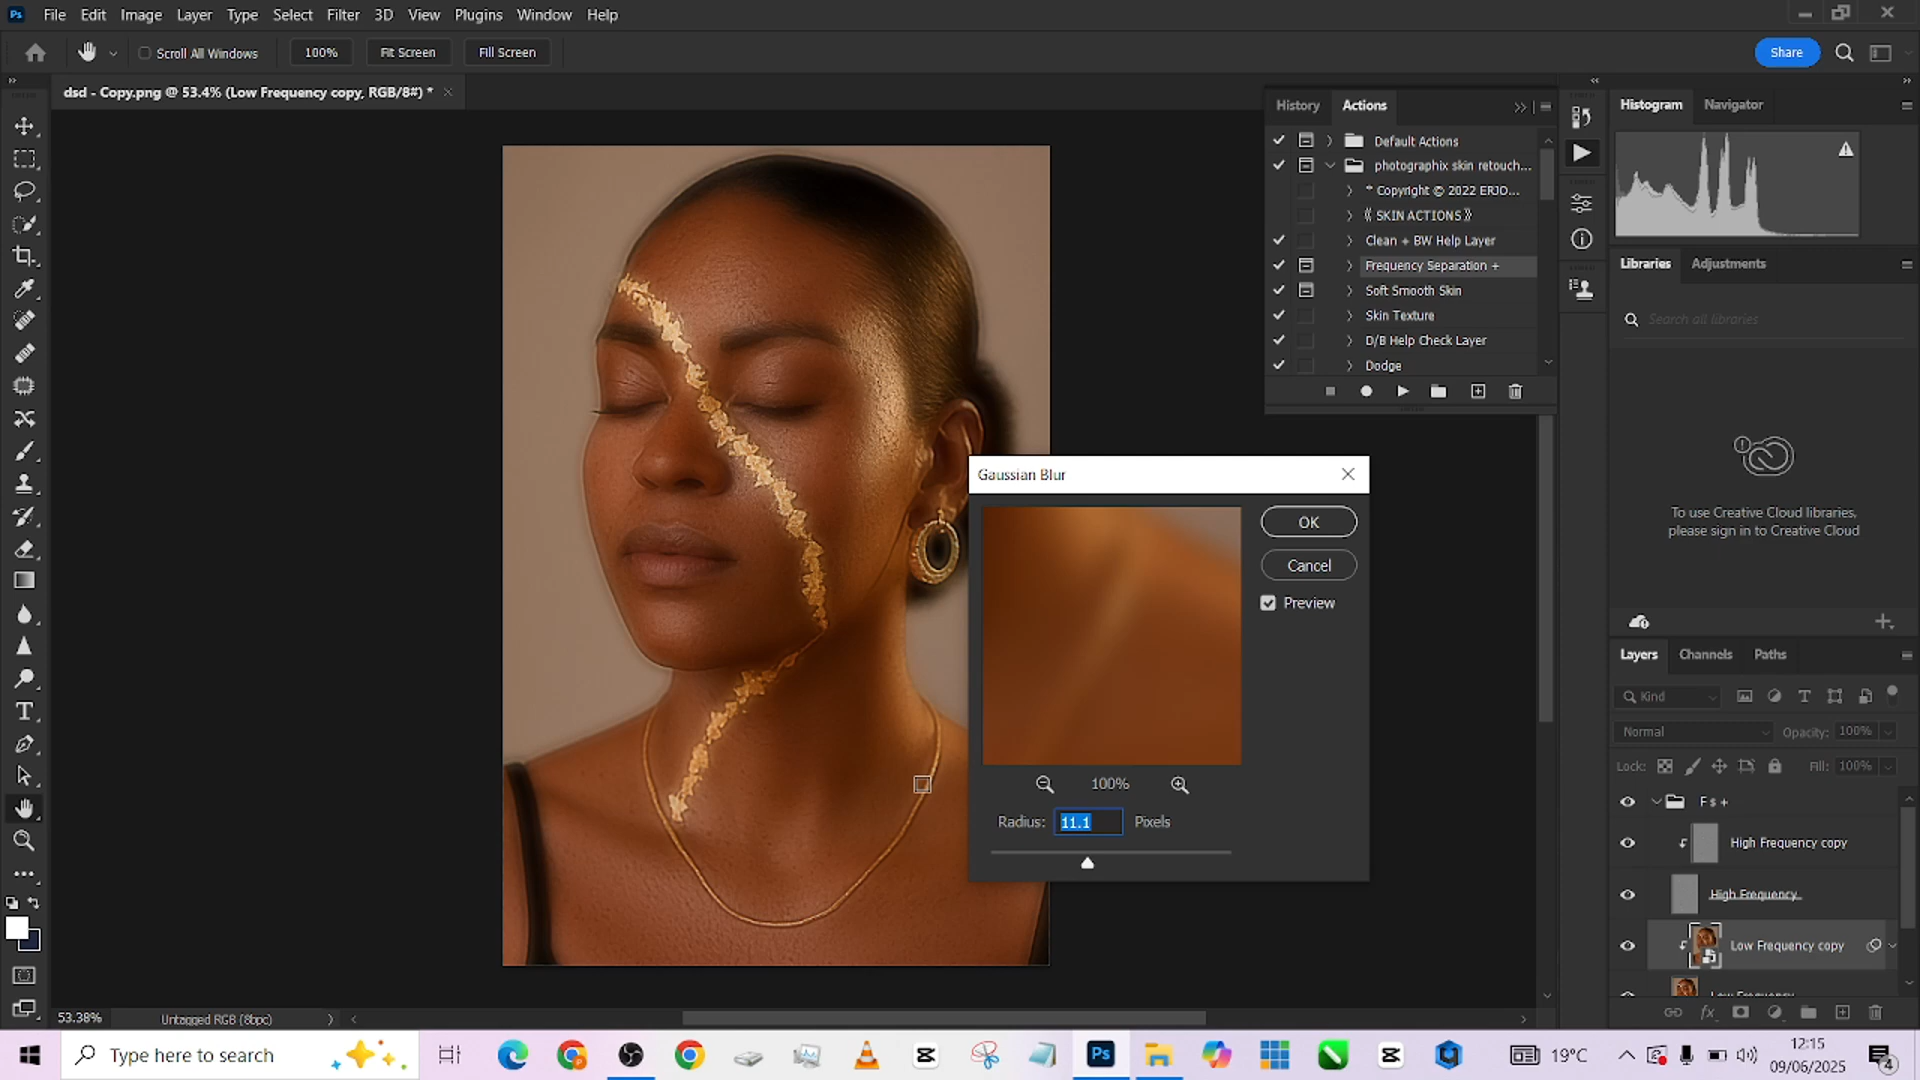 Ps File Edit Image Layer Type Select Filter 3D View Plugins Window Help
Scroll All Windows 100% Fit Screen Fill Screen Share
dsd - Copy.png @ 53.4% (Low Frequency copy, RGB/8#) *
History Actions
Default Actions
photographix skin retouch...
* Copyright © 2022 ERJO...
⟪ SKIN ACTIONS ⟫
Clean + BW Help Layer
Frequency Separation +
Soft Smooth Skin
Skin Texture
D/B Help Check Layer
Dodge
Histogram Navigator
Libraries Adjustments
Search all libraries
To use Creative Cloud libraries,
please sign in to Creative Cloud
Gaussian Blur
OK
Cancel
Preview
100%
Radius: 11.1 Pixels
Layers Channels Paths
Kind
Normal Opacity: 100%
Lock: Fill: 100%
F s +
High Frequency copy
High Frequency
Low Frequency copy
Low Frequency
53.38% Untagged RGB (8bpc)
Type here to search
Ps
19°C
12:15
09/06/2025
4